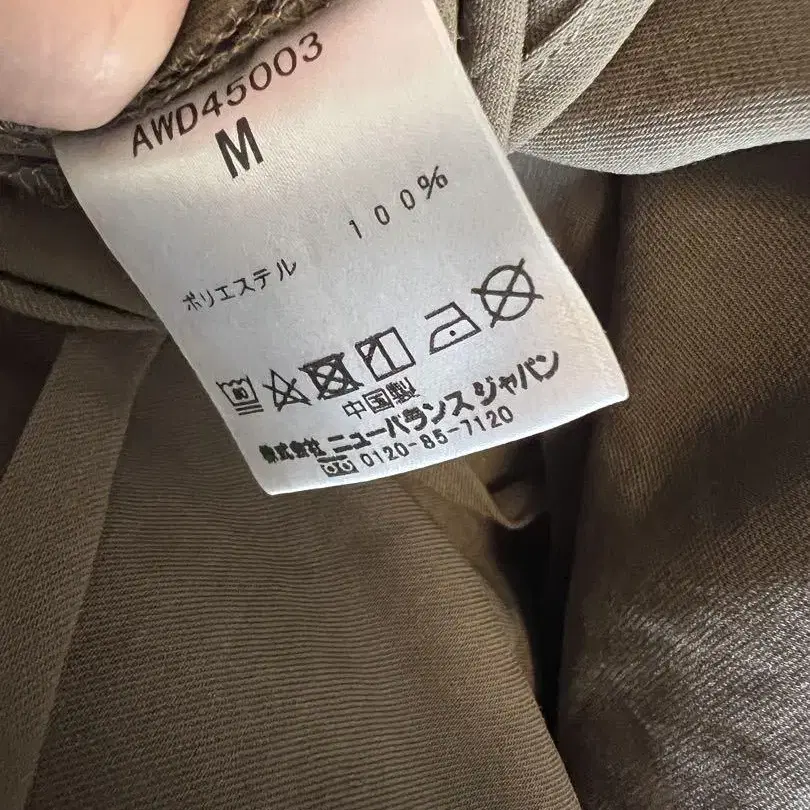 AWD45003
M
ポリエステル 100%
中国製
株式会社 ニューバランス ジャパン
0120-85-7120